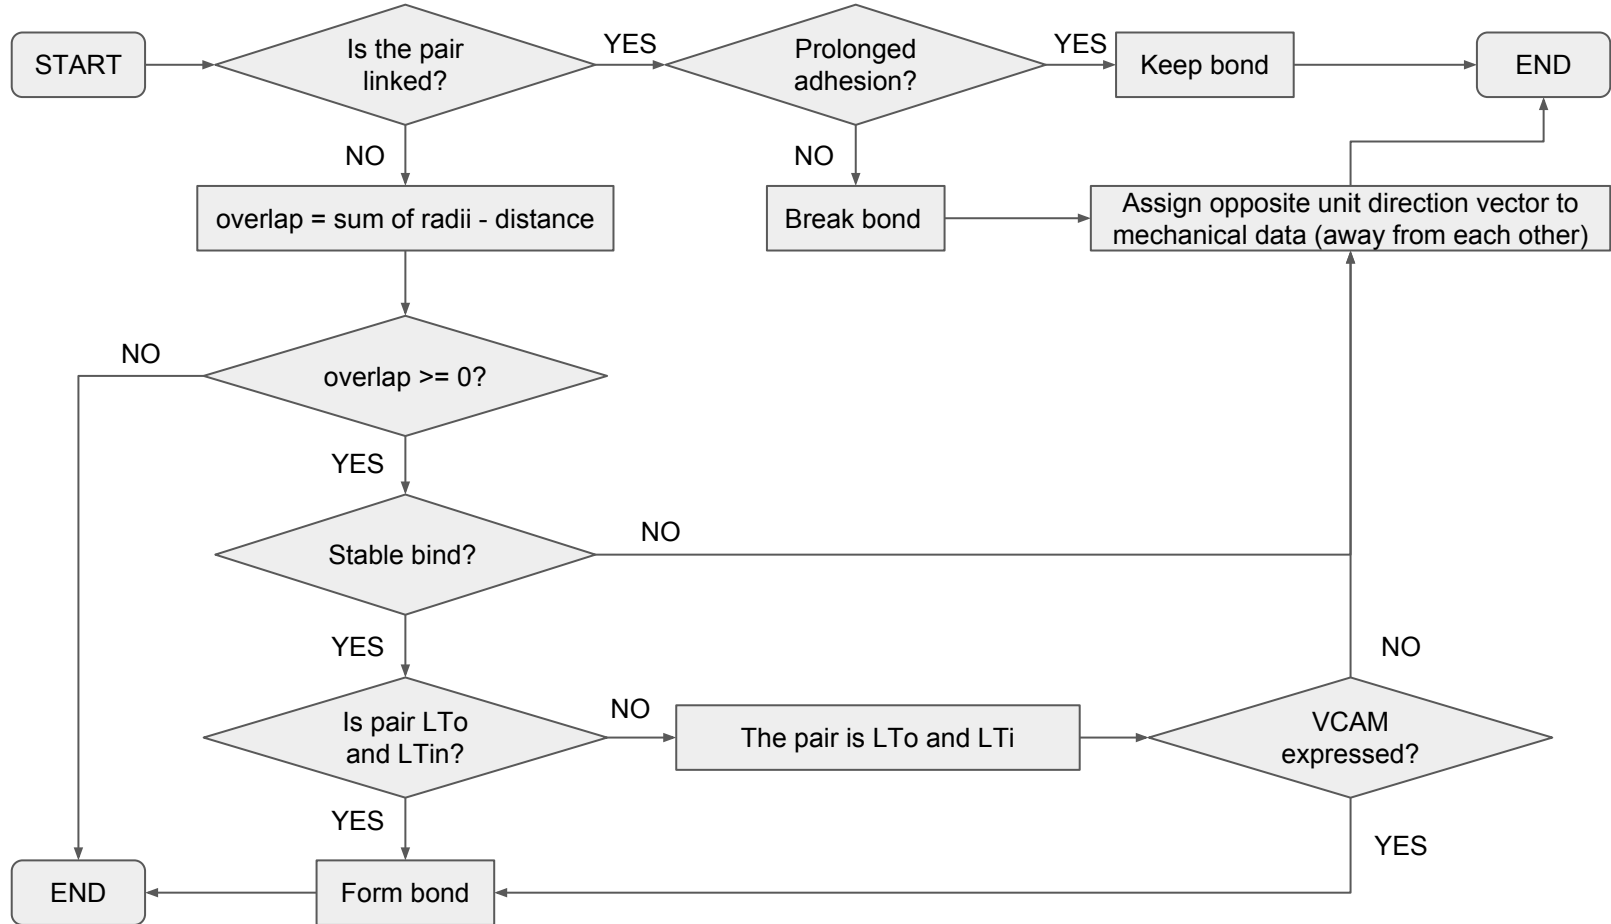 START
Is the pair
linked?
YES
Prolonged
adhesion?
YES
Keep bond
END
NO
NO
overlap = sum of radii - distance
Break bond
Assign opposite unit direction vector to
mechanical data (away from each other)
NO
overlap >= 0?
YES
Stable bind?
NO
YES
NO
Is pair LTo
and LTin?
NO
The pair is LTo and LTi
VCAM
expressed?
YES
YES
END
Form bond